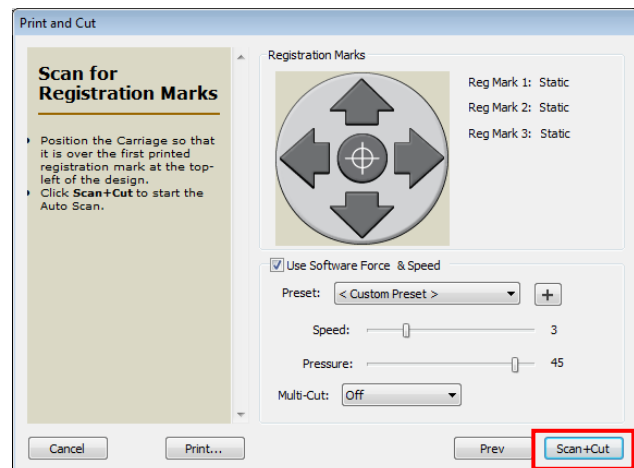 Print and Cut
Scan for
Registration Marks
Position the Carriage so that
it is over the first printed
registration mark at the top-
left of the design.
Click Scan+Cut to start the
Auto Scan.
Registration Marks
Reg Mark 1: Static
Reg Mark 2: Static
Reg Mark 3: Static
Use Software Force & Speed
Preset: < Custom Preset > +
Speed: 3
Pressure: 45
Multi-Cut: Off
Cancel Print... Prev Scan+Cut